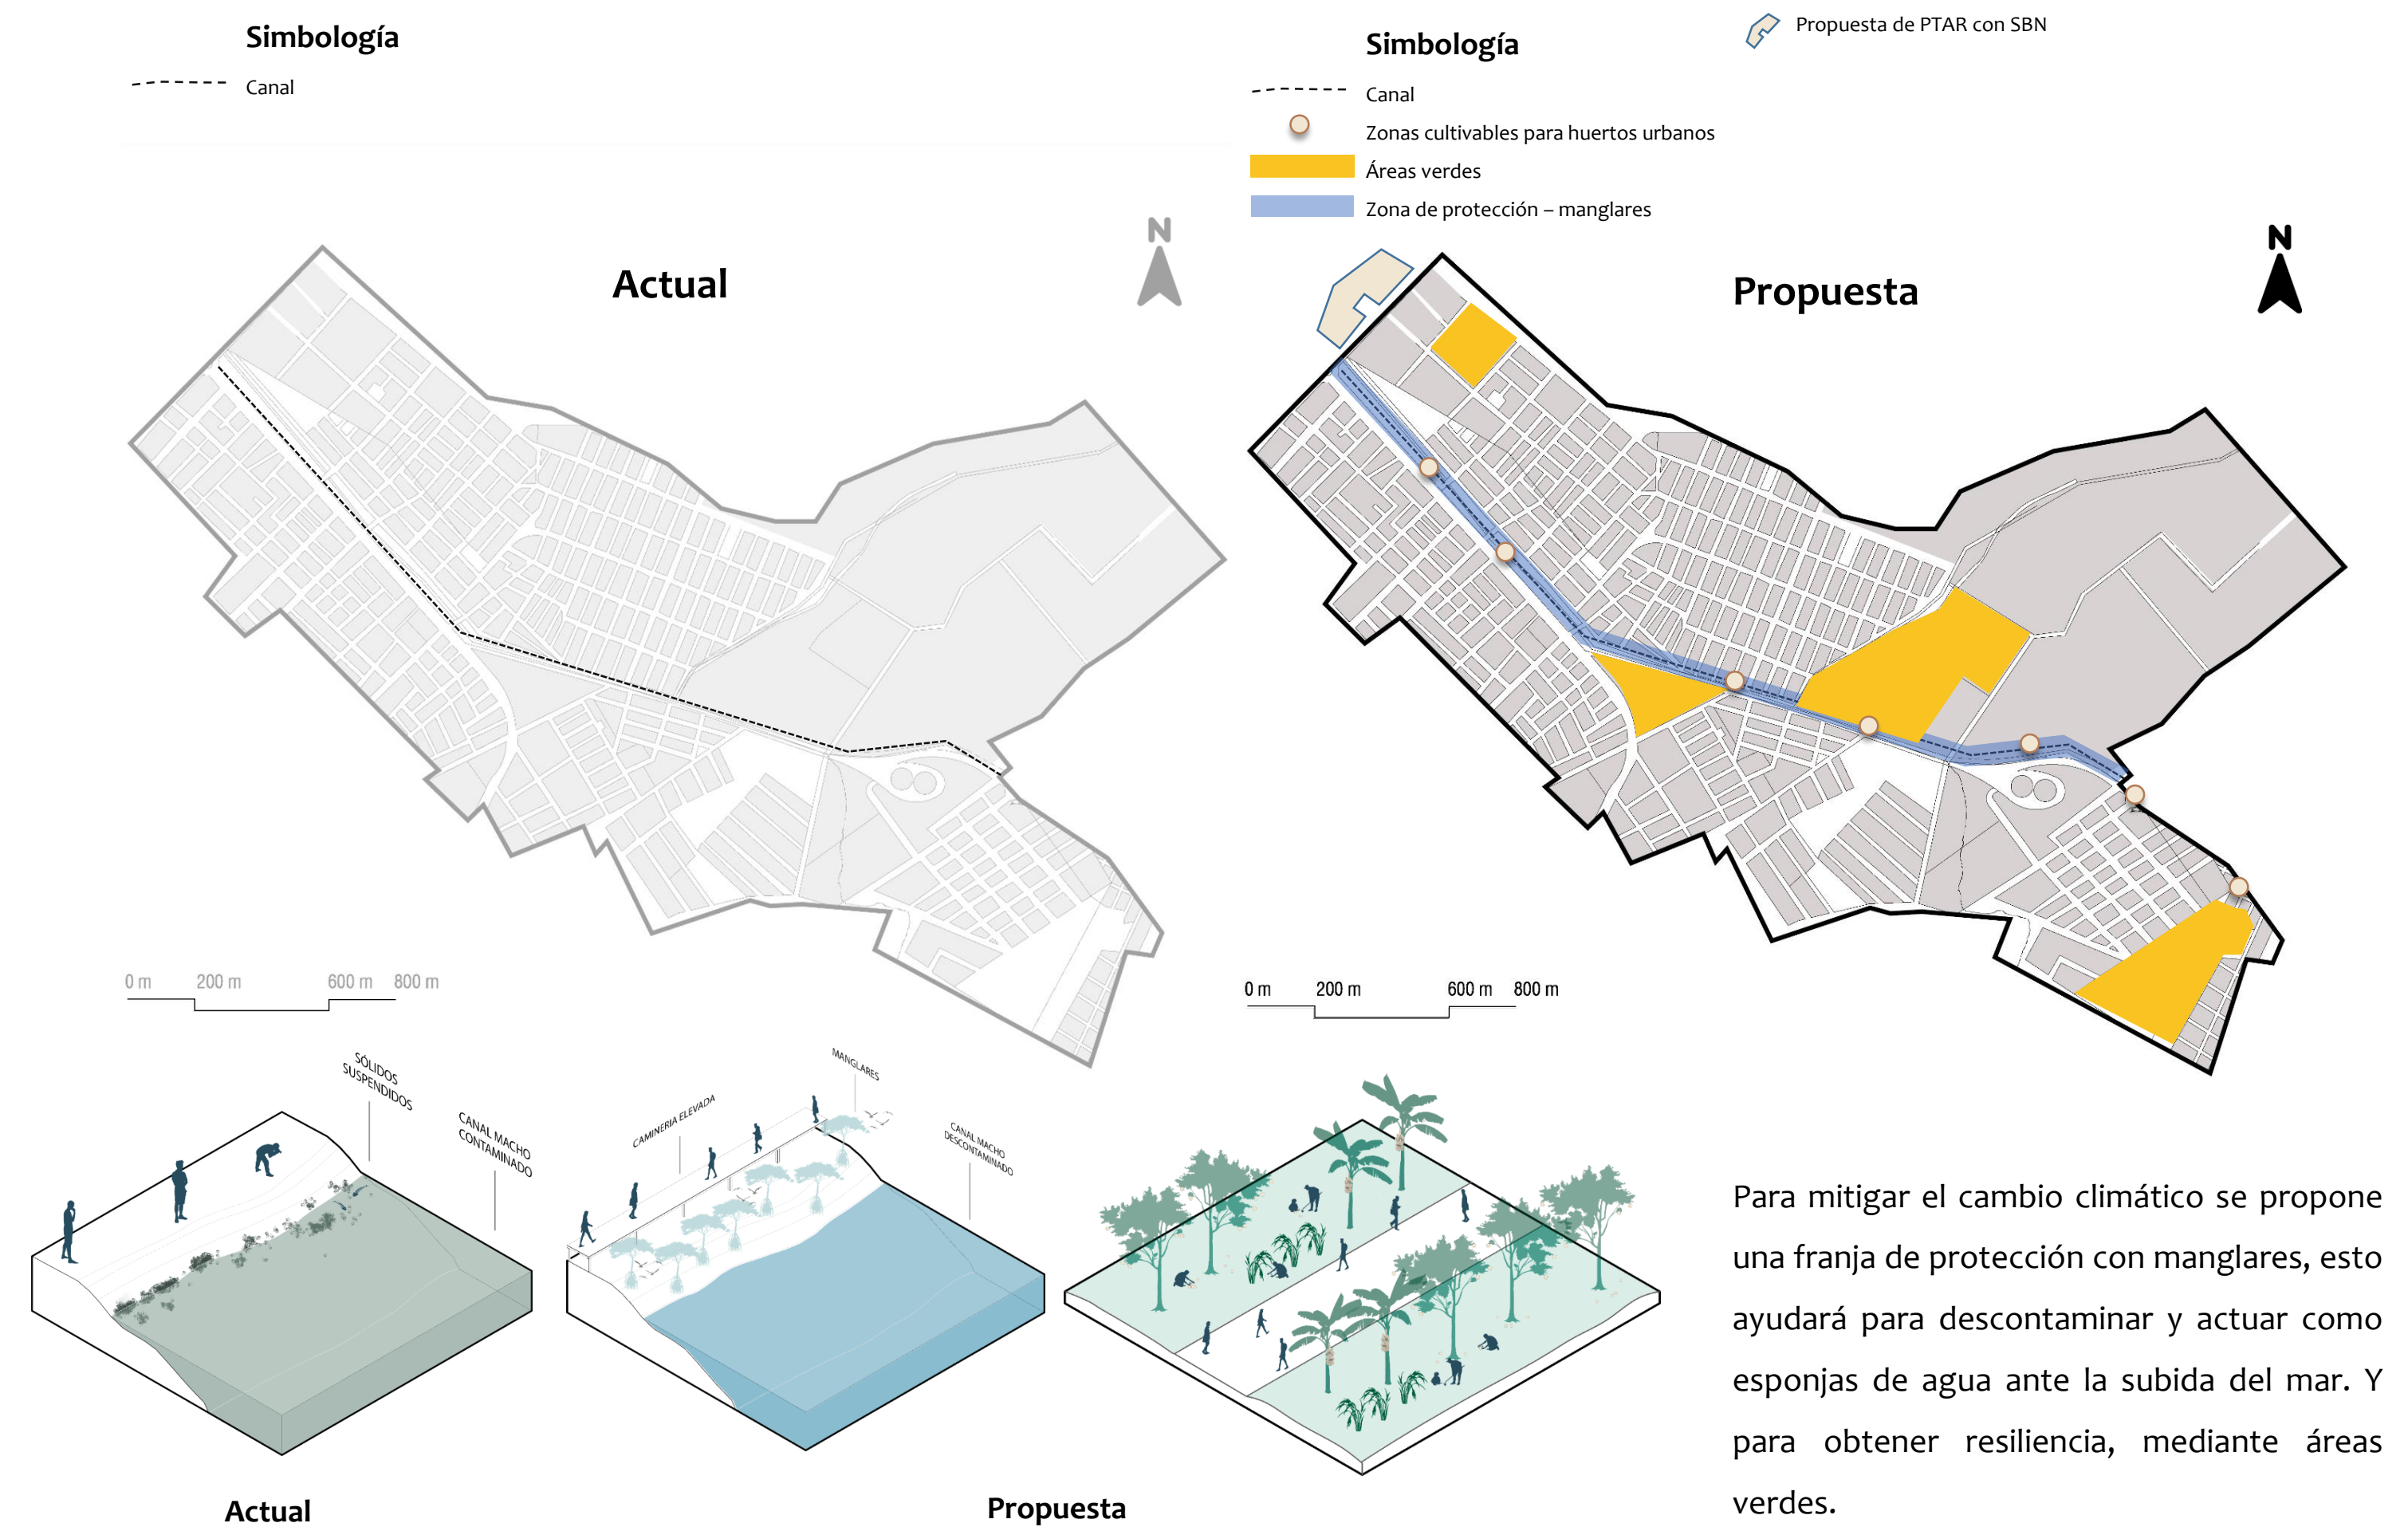 Simbología
Canal
Simbología
Canal
Zonas cultivables para huertos urbanos
Áreas verdes
Zona de protección – manglares
Propuesta de PTAR con SBN
Actual
N
Propuesta
N
0 m 200 m 600 m 800 m
0 m 200 m 600 m 800 m
SÓLIDOS
SUSPENDIDOS
CANAL MACHO
CONTAMINADO
CAMINERIA ELEVADA
MANGLARES
CANAL MACHO
DESCONTAMINADO
Actual
Propuesta
Para mitigar el cambio climático se propone
una franja de protección con manglares, esto
ayudará para descontaminar y actuar como
esponjas de agua ante la subida del mar. Y
para obtener resiliencia, mediante áreas
verdes.